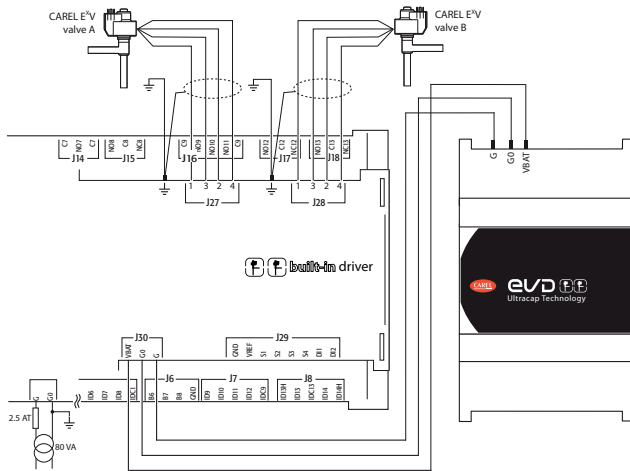 CAREL EXV
valve A
CAREL EXV
valve B
C7
NO7
C7
J14
NO8
C8
NC8
J15
C9
NO9
NO10
NO11
C9
J16
NO12
C12
NC12
J17
NO13
C13
NC13
J18
1 3 2 4
J27
1 3 2 4
J28
G
G0
VBAT
built-in driver
CAREL
evd
Ultracap Technology
J30
VBAT
G0
G
J29
GND
VREF
S1
S2
S3
S4
DI1
DI2
G
G0
2.5 AT
80 VA
ID6
ID7
ID8
IDC1
J6
B6
B7
B8
GND
J7
ID9
ID10
ID11
ID12
IDC9
J8
ID13H
ID13
IDC13
ID14
ID14H